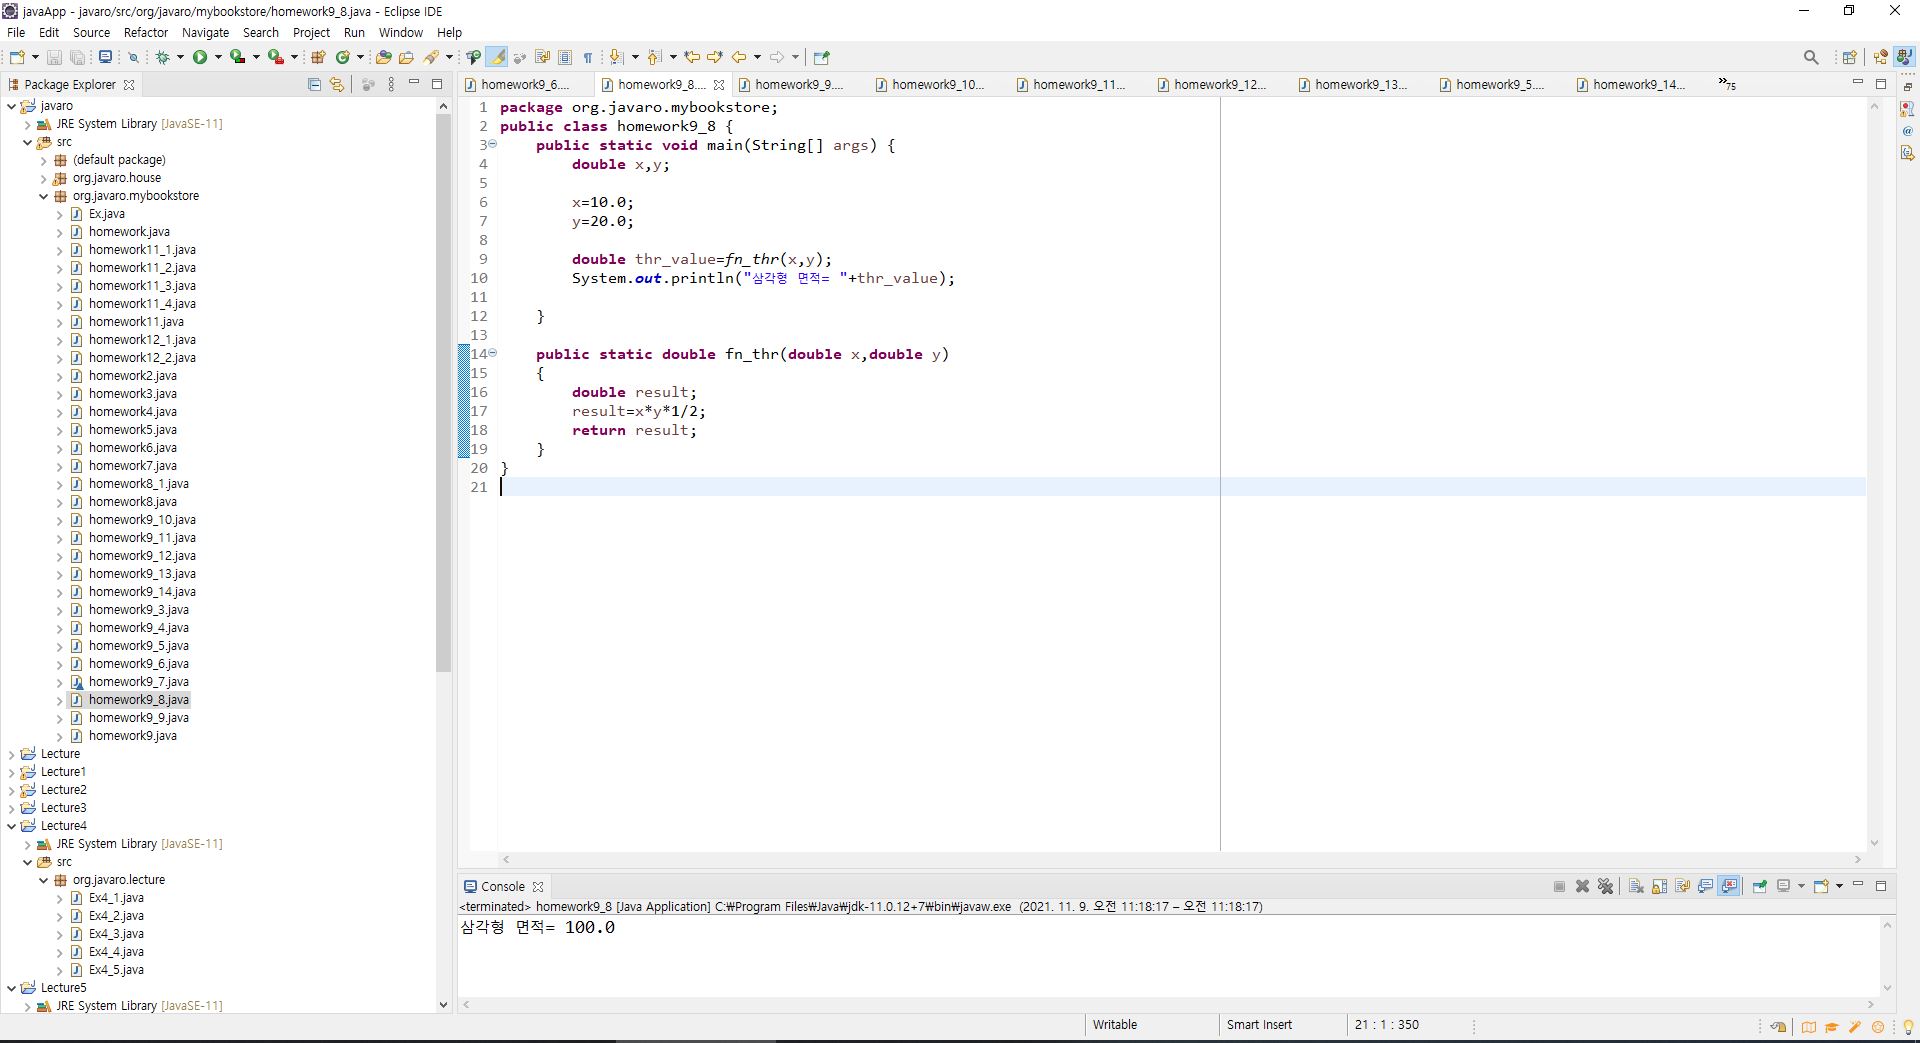 javaApp - javaro/src/org/javaro/mybookstore/homework9_8.java - Eclipse IDE
File Edit Source Refactor Navigate Search Project Run Window Help
Package Explorer
javaro
JRE System Library [JavaSE-11]
src
(default package)
org.javaro.house
org.javaro.mybookstore
Ex.java
homework.java
homework11_1.java
homework11_2.java
homework11_3.java
homework11_4.java
homework11.java
homework12_1.java
homework12_2.java
homework2.java
homework3.java
homework4.java
homework5.java
homework6.java
homework7.java
homework8_1.java
homework8.java
homework9_10.java
homework9_11.java
homework9_12.java
homework9_13.java
homework9_14.java
homework9_3.java
homework9_4.java
homework9_5.java
homework9_6.java
homework9_7.java
homework9_8.java
homework9_9.java
homework9.java
Lecture
Lecture1
Lecture2
Lecture3
Lecture4
JRE System Library [JavaSE-11]
src
org.javaro.lecture
Ex4_1.java
Ex4_2.java
Ex4_3.java
Ex4_4.java
Ex4_5.java
Lecture5
JRE System Library [JavaSE-11]
homework9_6.... homework9_8.... homework9_9.... homework9_10... homework9_11... homework9_12... homework9_13... homework9_5.... homework9_14... »75
1 package org.javaro.mybookstore;
2 public class homework9_8 {
3 public static void main(String[] args) {
4 double x,y;
5
6 x=10.0;
7 y=20.0;
8
9 double thr_value=fn_thr(x,y);
10 System.out.println("삼각형 면적= "+thr_value);
11
12 }
13
14 public static double fn_thr(double x,double y)
15 {
16 double result;
17 result=x*y*1/2;
18 return result;
19 }
20 }
21
Console
<terminated> homework9_8 [Java Application] C:₩Program Files₩Java₩jdk-11.0.12+7₩bin₩javaw.exe (2021. 11. 9. 오전 11:18:17 – 오전 11:18:17)
삼각형 면적= 100.0
Writable Smart Insert 21 : 1 : 350